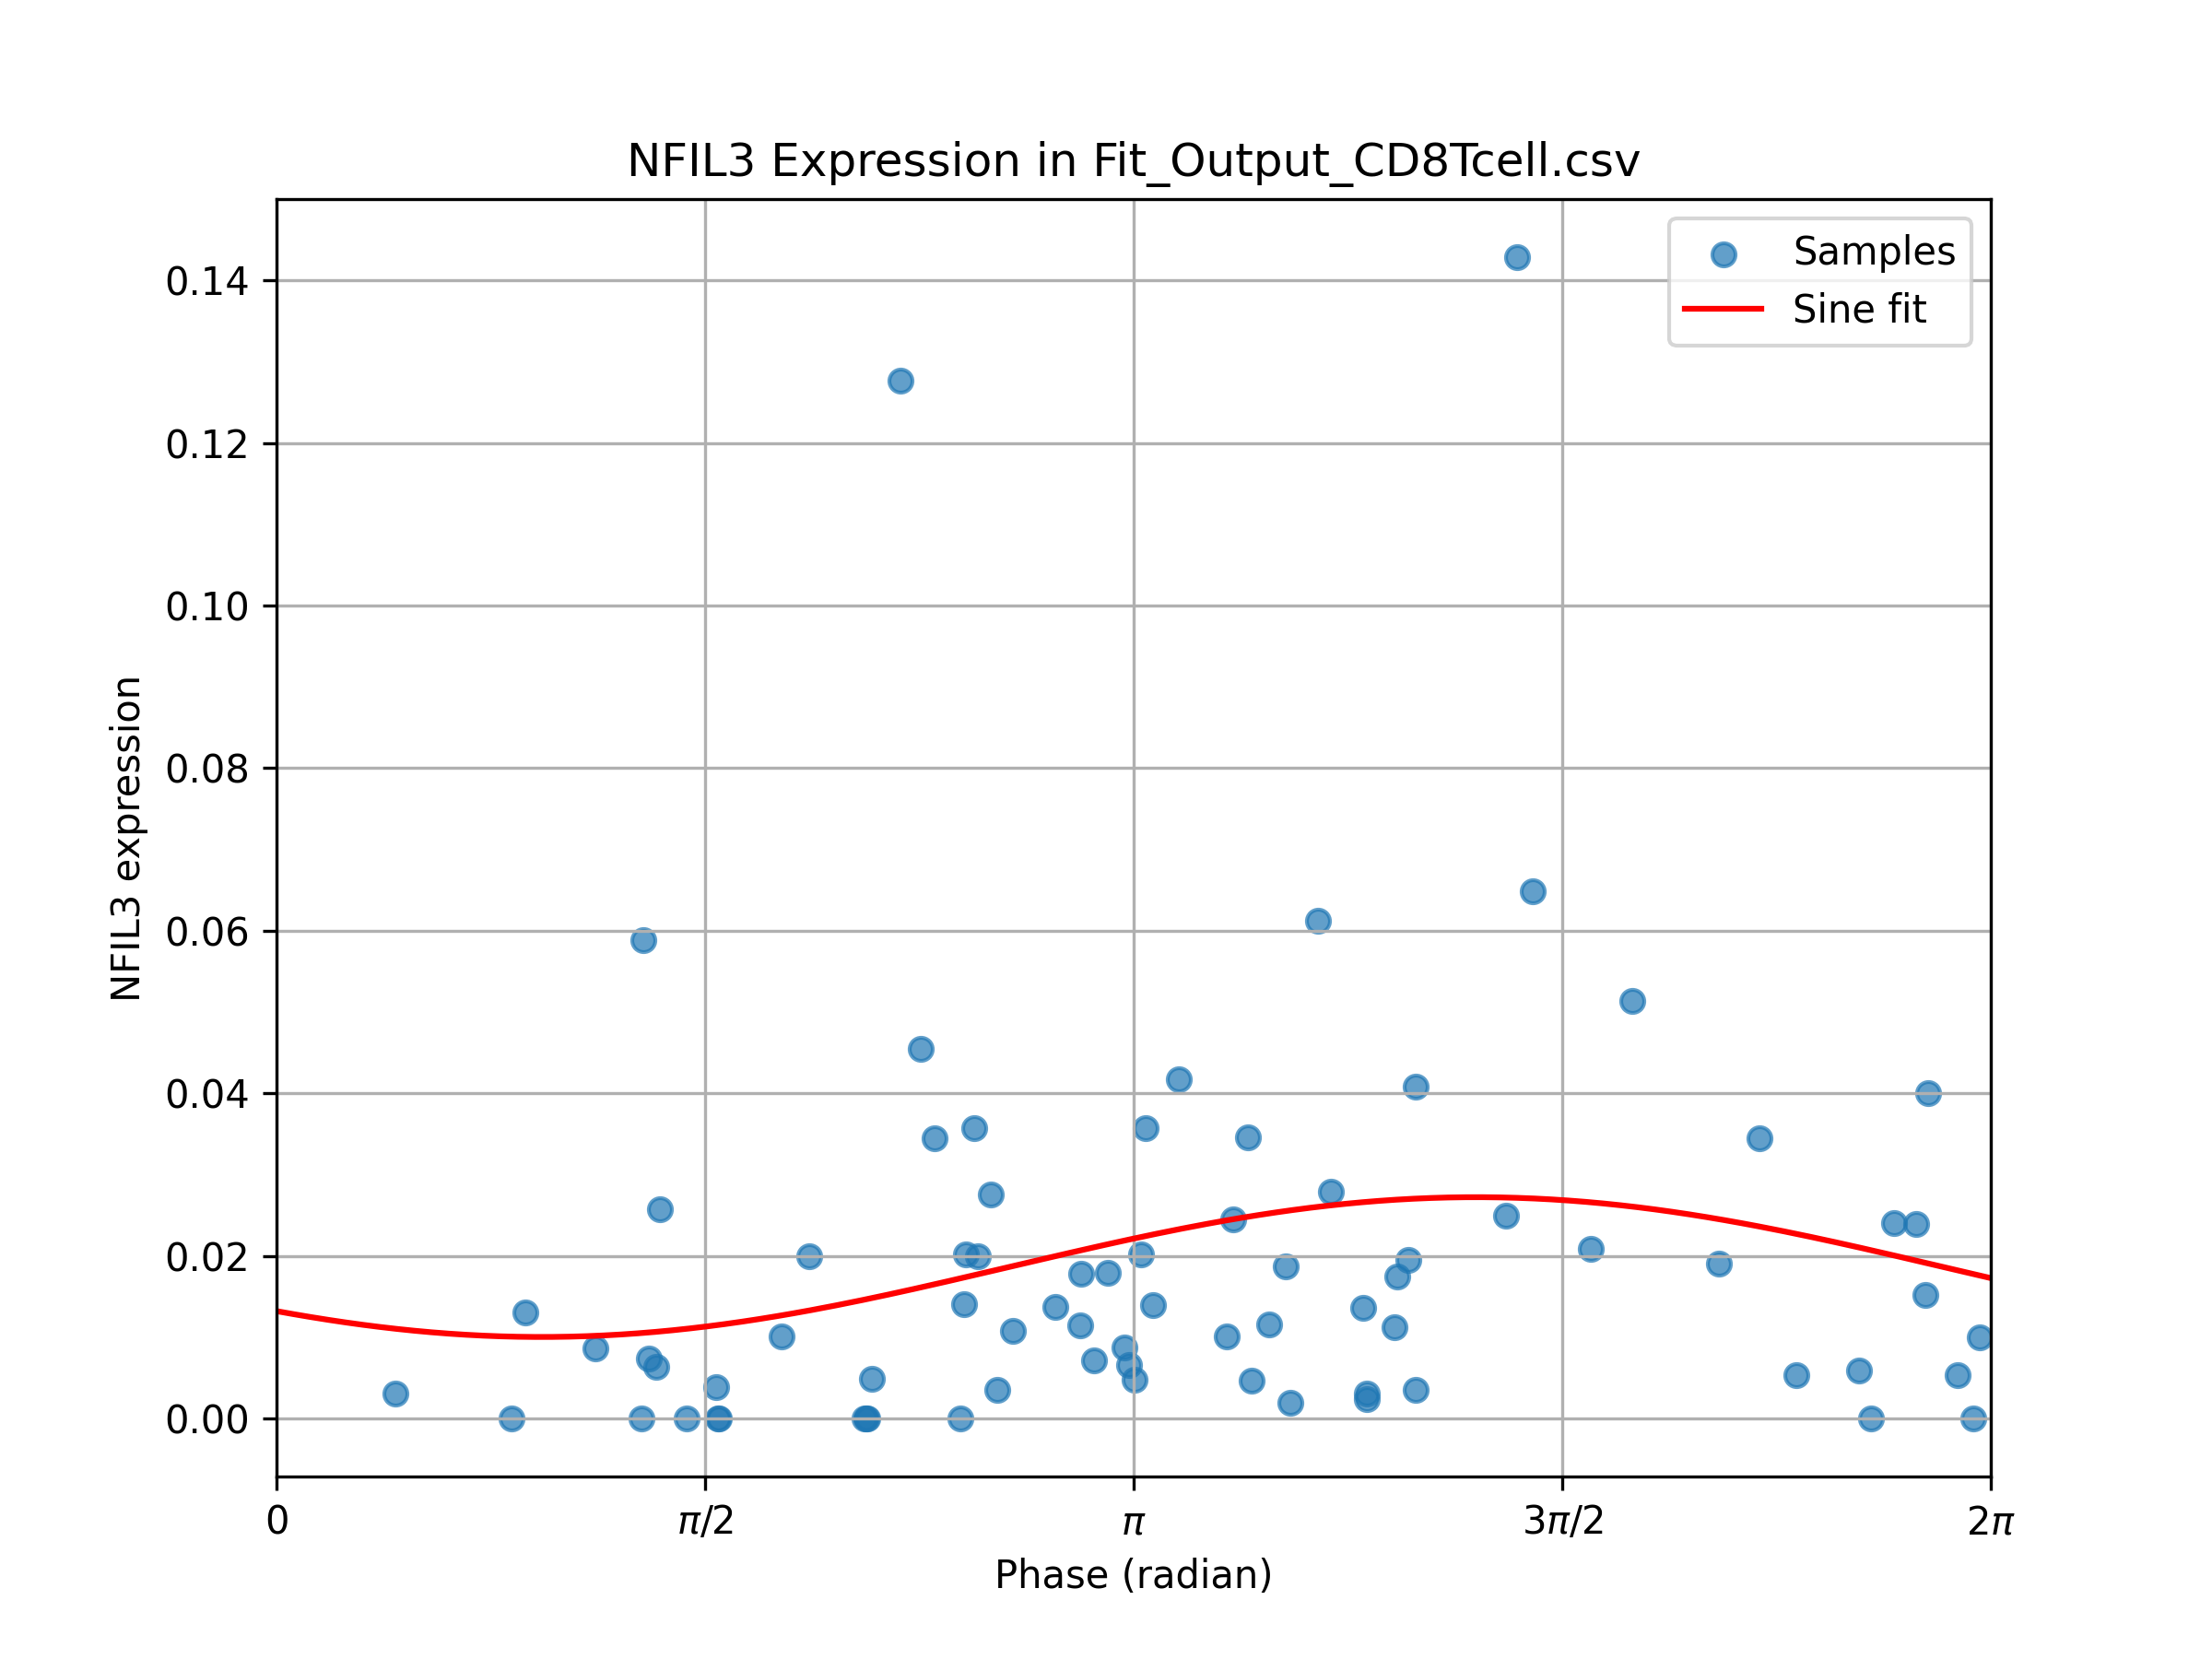 NFIL3 Expression in Fit_Output_CD8Tcell.csv
Samples
Sine fit
NFIL3 expression
0.14
0.12
0.10
0.08
0.06
0.04
0.02
0.00
0 π/2 π 3π/2 2π
Phase (radian)